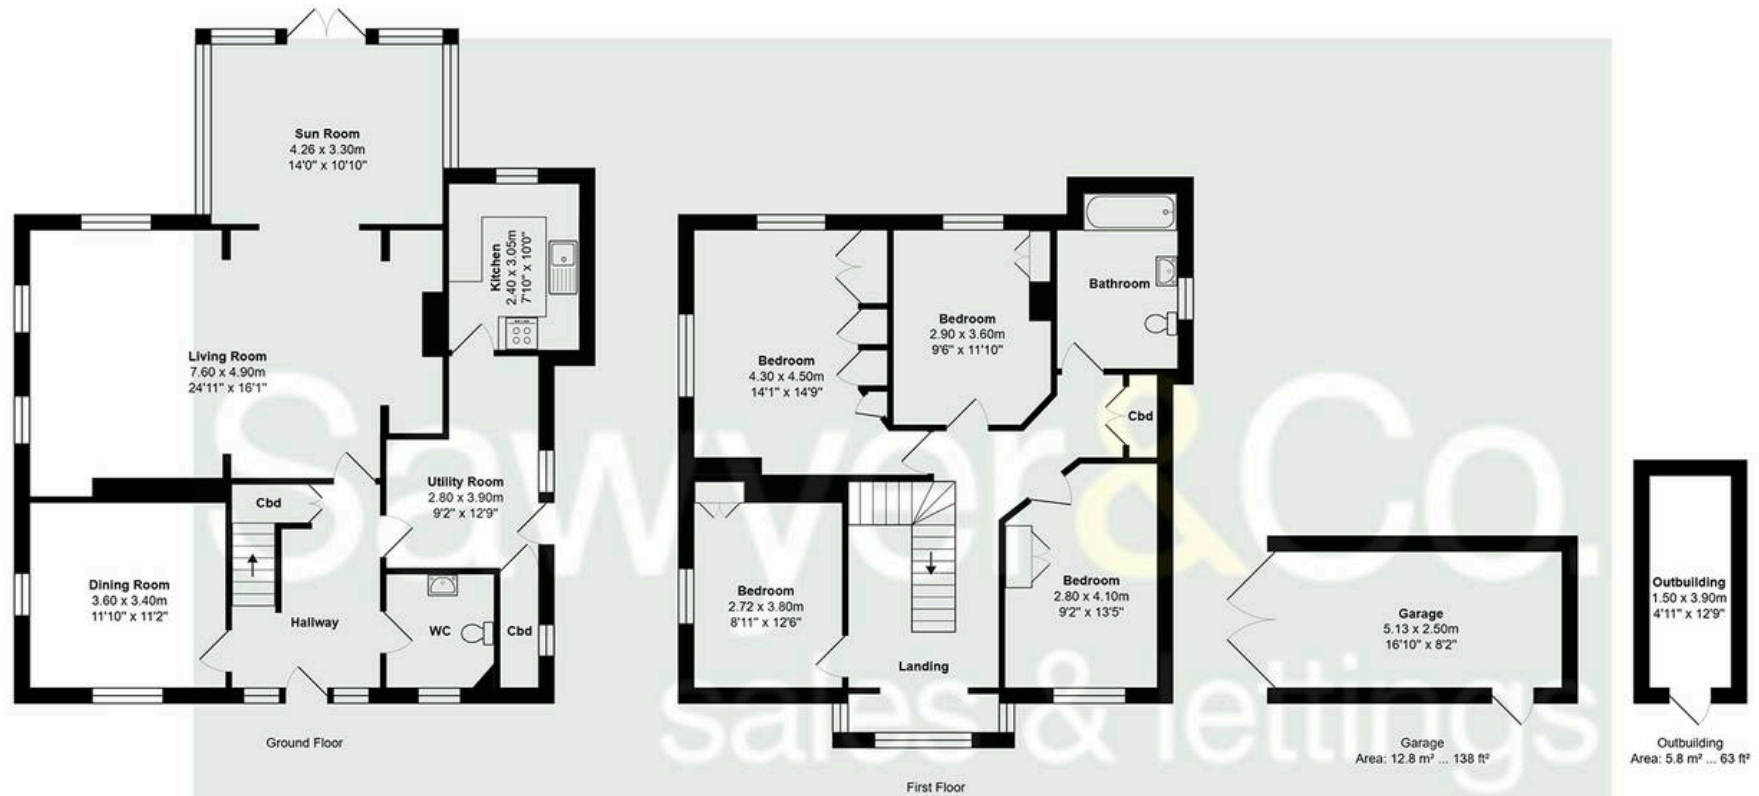 Sun Room
4.26 x 3.30m
14'0" x 10'10"
Kitchen
2.40 x 3.05m
7'10" x 10'0"
Living Room
7.60 x 4.90m
24'11" x 16'1"
Utility Room
2.80 x 3.90m
9'2" x 12'9"
Cbd
Dining Room
3.60 x 3.40m
11'10" x 11'2"
Hallway
WC
Cbd
Ground Floor
Bedroom
4.30 x 4.50m
14'1" x 14'9"
Bedroom
2.90 x 3.60m
9'6" x 11'10"
Bathroom
Cbd
Bedroom
2.72 x 3.80m
8'11" x 12'6"
Bedroom
2.80 x 4.10m
9'2" x 13'5"
Landing
First Floor
Garage
5.13 x 2.50m
16'10" x 8'2"
Garage
Area: 12.8 m² ... 138 ft²
Outbuilding
1.50 x 3.90m
4'11" x 12'9"
Outbuilding
Area: 5.8 m² ... 63 ft²
Sawyer&Co.
sales & lettings